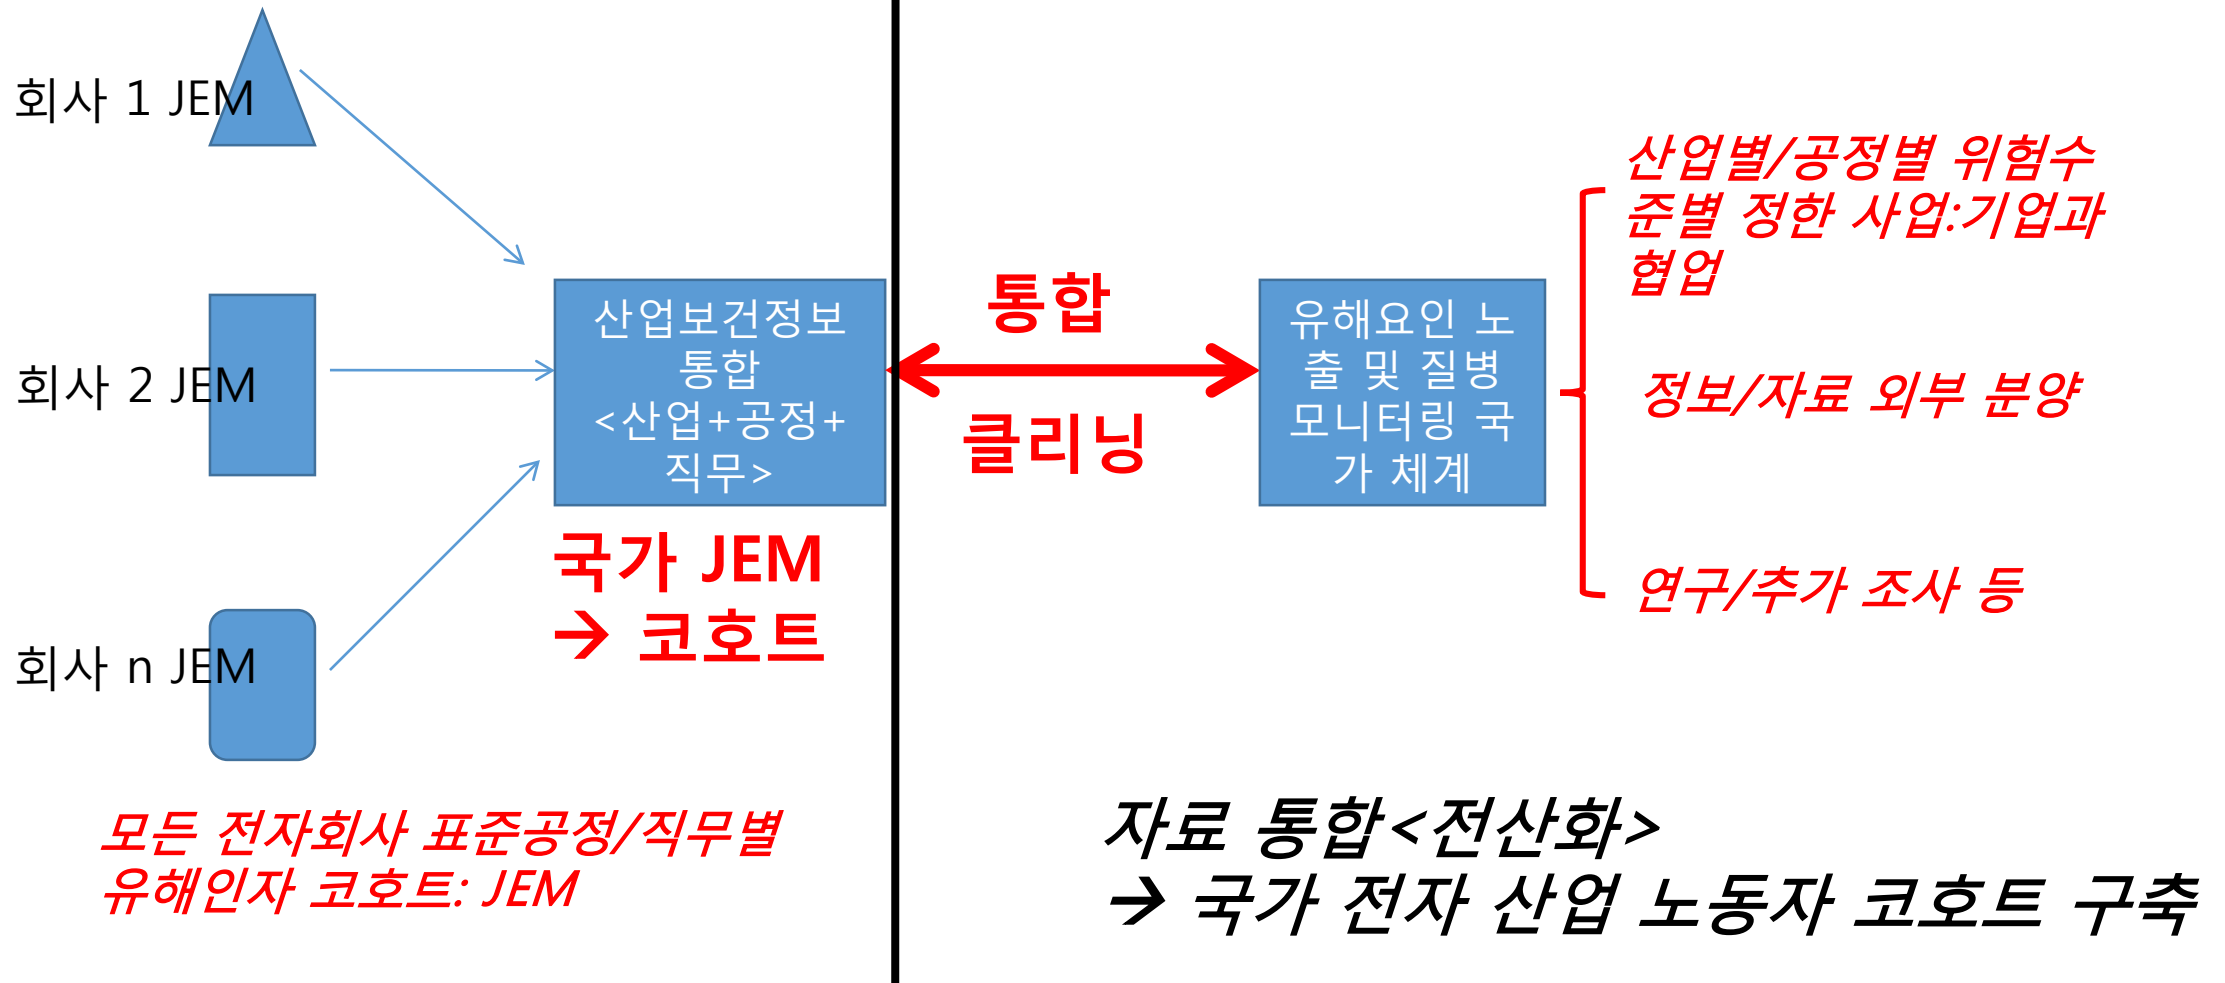 회사 1 JEM
회사 2 JEM
회사 n JEM
산업보건정보
통합
<산업+공정+
직무>
국가 JEM
→ 코호트
모든 전자회사 표준공정/직무별
유해인자 코호트: JEM
통합
클리닝
유해요인 노
출 및 질병
모니터링 국
가 체계
산업별/공정별 위험수
준별 정한 사업:기업과
협업
정보/자료 외부 분양
연구/추가 조사 등
자료 통합<전산화>
→ 국가 전자 산업 노동자 코호트 구축